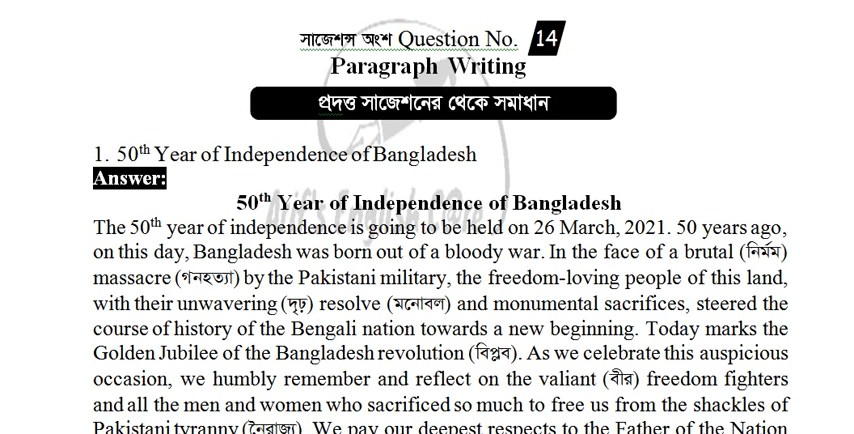 সাজেশন্স অংশ Question No. 14
Paragraph Writing
প্রদত্ত সাজেশনের থেকে সমাধান
1. 50th Year of Independence of Bangladesh
Answer:
50th Year of Independence of Bangladesh
The 50th year of independence is going to be held on 26 March, 2021. 50 years ago,
on this day, Bangladesh was born out of a bloody war. In the face of a brutal (নির্মম)
massacre (গনহত্যা) by the Pakistani military, the freedom-loving people of this land,
with their unwavering (দৃঢ়) resolve (মনোবল) and monumental sacrifices, steered the
course of history of the Bengali nation towards a new beginning. Today marks the
Golden Jubilee of the Bangladesh revolution (বিপ্লব). As we celebrate this auspicious
occasion, we humbly remember and reflect on the valiant (বীর) freedom fighters
and all the men and women who sacrificed so much to free us from the shackles of
Pakistani tyranny (নৈরাজ্য). We pay our deepest respects to the Father of the Nation